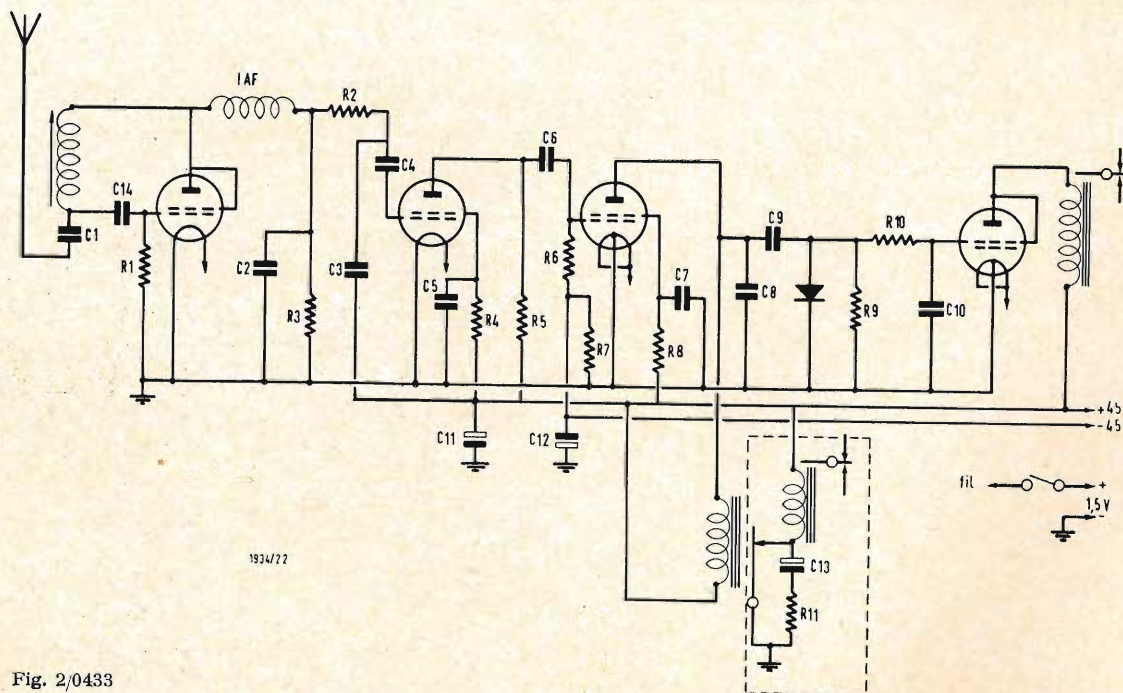 IAF
R2
C14
C1
R1
C2
R3
C3
C4
C5
R4
R5
C6
R6
R7
C7
R8
C8
C9
R9
R10
C10
C11
C12
+45
-45
fil
+
1,5 V
-
C13
R11
1934/22
Fig. 2/0433